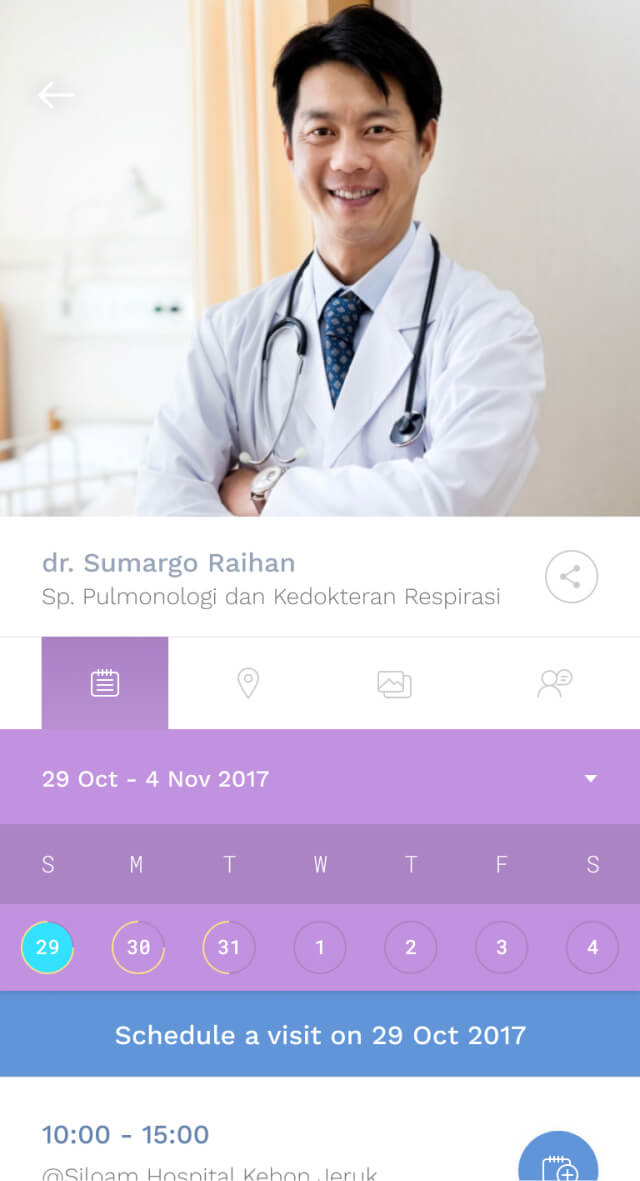 dr. Sumargo Raihan
Sp. Pulmonologi dan Kedokteran Respirasi
29 Oct - 4 Nov 2017
S M T W T F S
29 30 31 1 2 3 4
Schedule a visit on 29 Oct 2017
10:00 - 15:00
@Siloam Hospital Kebon Jeruk